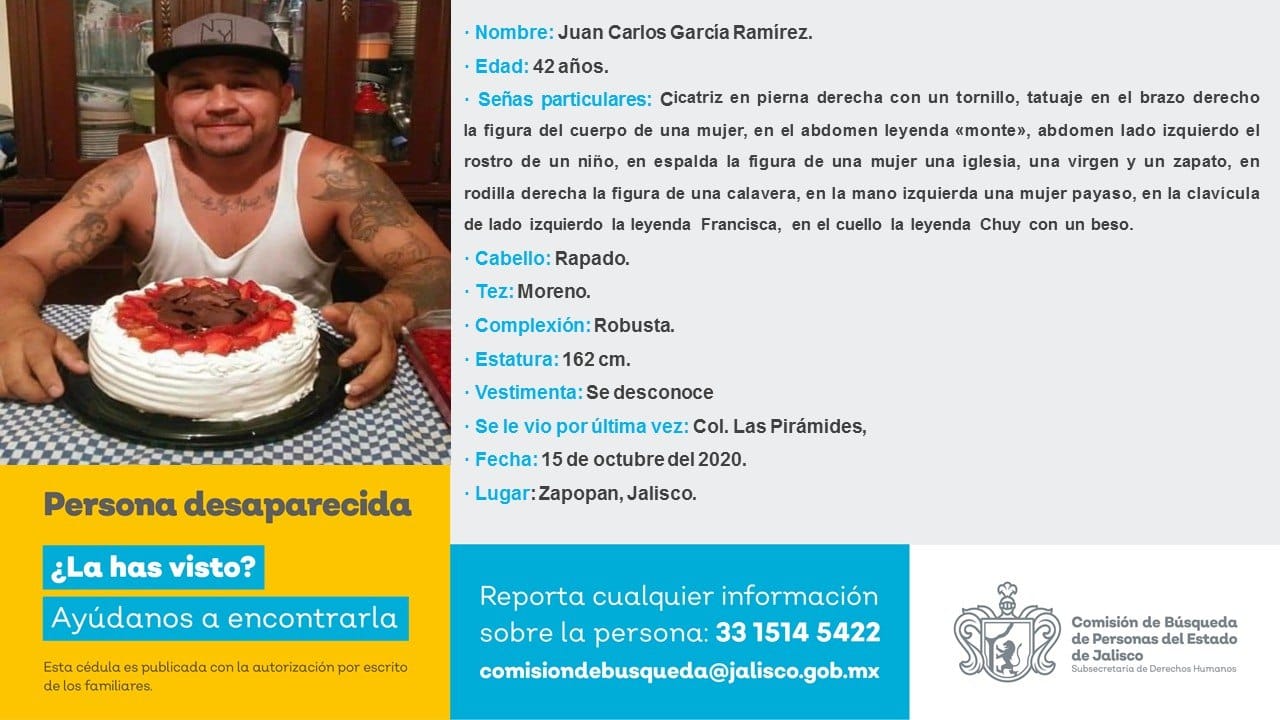 · Nombre: Juan Carlos García Ramírez.
· Edad: 42 años.
· Señas particulares: Cicatriz en pierna derecha con un tornillo, tatuaje en el brazo derecho
la figura del cuerpo de una mujer, en el abdomen leyenda «monte», abdomen lado izquierdo el
rostro de un niño, en espalda la figura de una mujer una iglesia, una virgen y un zapato, en
rodilla derecha la figura de una calavera, en la mano izquierda una mujer payaso, en la clavícula
de lado izquierdo la leyenda Francisca, en el cuello la leyenda Chuy con un beso.
· Cabello: Rapado.
· Tez: Moreno.
· Complexión: Robusta.
· Estatura: 162 cm.
· Vestimenta: Se desconoce
· Se le vio por última vez: Col. Las Pirámides,
· Fecha: 15 de octubre del 2020.
· Lugar: Zapopan, Jalisco.
Persona desaparecida
¿La has visto?
Ayúdanos a encontrarla
Esta cédula es publicada con la autorización por escrito
de los familiares.
Reporta cualquier información
sobre la persona: 33 1514 5422
comisiondebusqueda@jalisco.gob.mx
Comisión de Búsqueda
de Personas del Estado
de Jalisco
Subsecretaría de Derechos Humanos